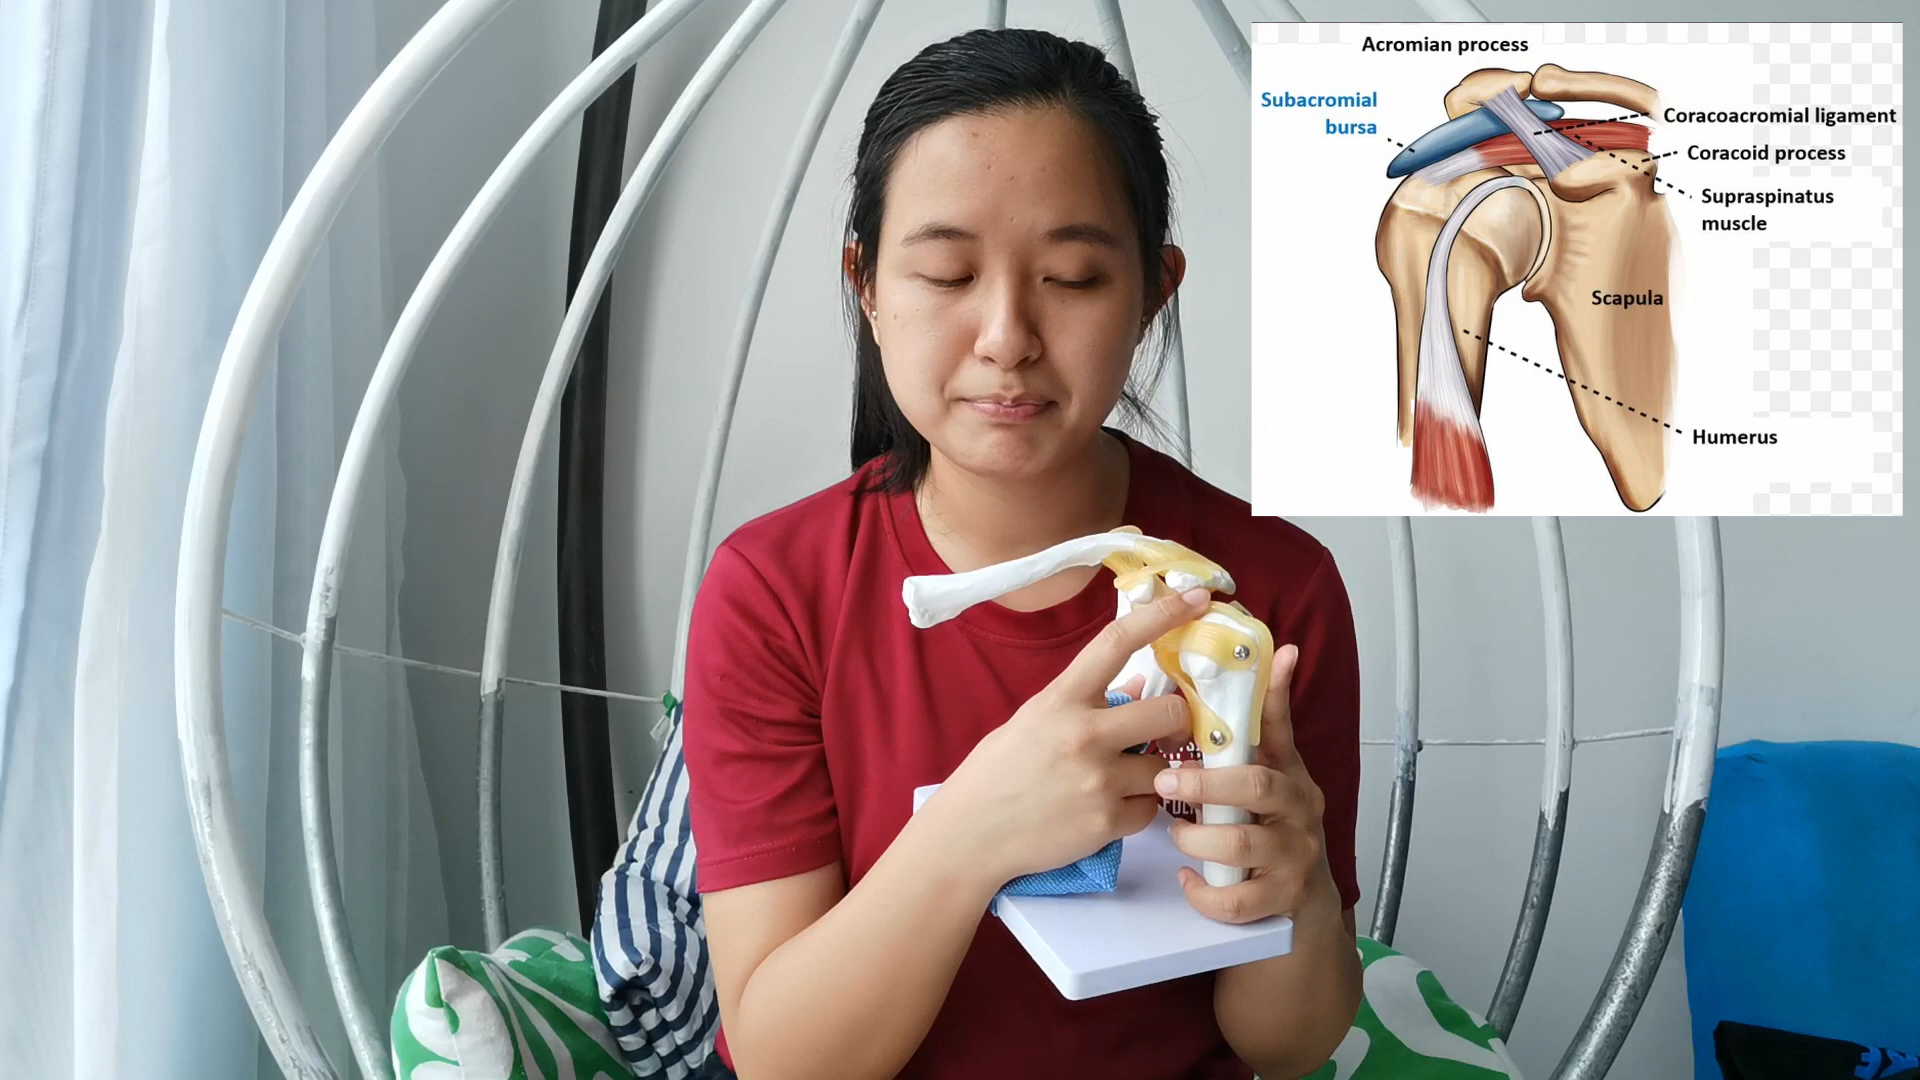 Acromian process
Subacromial
bursa
Coracoacromial ligament
Coracoid process
Supraspinatus
muscle
Scapula
Humerus